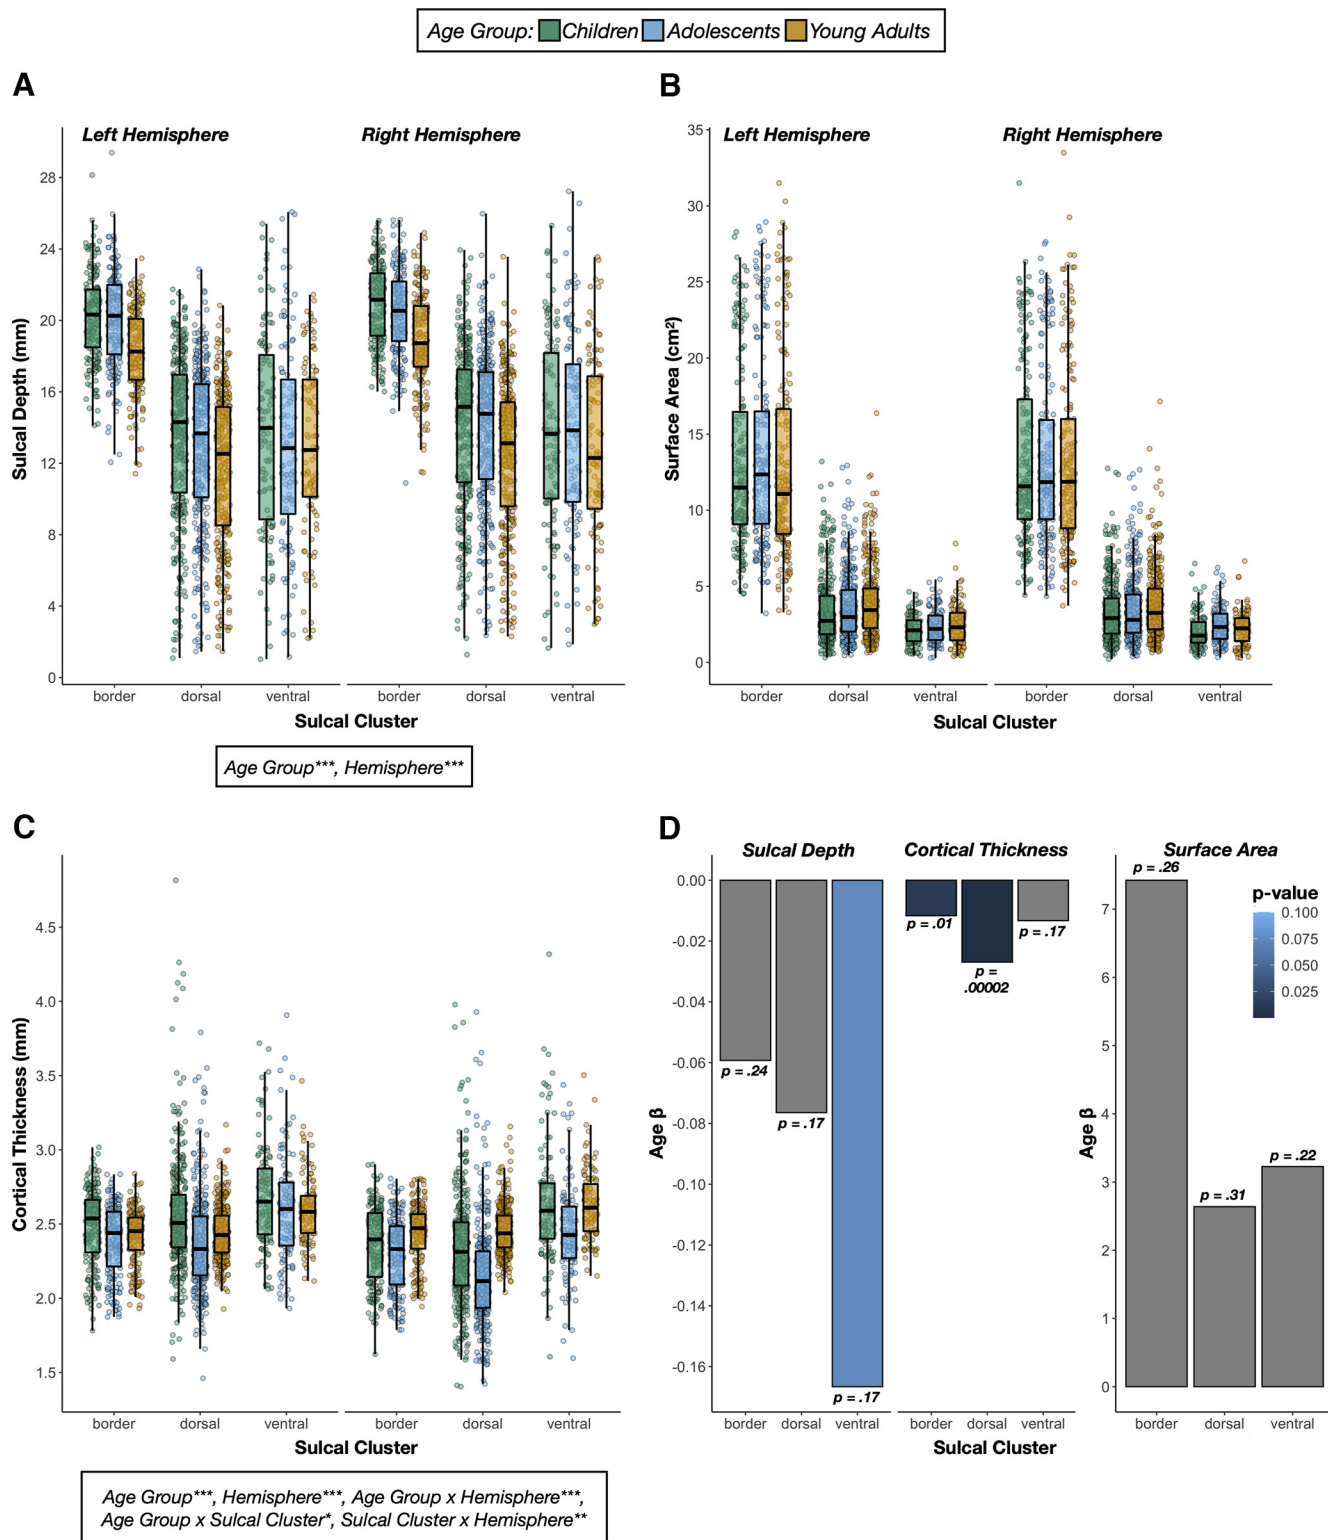 Age Group: Children Adolescents Young Adults
A
Left Hemisphere
Right Hemisphere
28
24
20
16
12
8
4
0
Sulcal Depth (mm)
border dorsal ventral border dorsal ventral
Sulcal Cluster
Age Group***, Hemisphere***
B
Left Hemisphere
Right Hemisphere
35
30
25
20
15
10
5
0
Surface Area (cm²)
border dorsal ventral border dorsal ventral
Sulcal Cluster
C
4.5
4.0
3.5
3.0
2.5
2.0
1.5
Cortical Thickness (mm)
border dorsal ventral border dorsal ventral
Sulcal Cluster
Age Group***, Hemisphere***, Age Group x Hemisphere***,
Age Group x Sulcal Cluster*, Sulcal Cluster x Hemisphere**
D
Sulcal Depth
0.00
-0.02
-0.04
-0.06
-0.08
-0.10
-0.12
-0.14
-0.16
Age β
p = .24
p = .17
p = .17
border dorsal ventral
Cortical Thickness
p = .01
p =
.00002
p = .17
border dorsal ventral
Sulcal Cluster
Surface Area
7
6
5
4
3
2
1
0
Age β
p = .26
p = .31
p = .22
border dorsal ventral
p-value
0.100
0.075
0.050
0.025